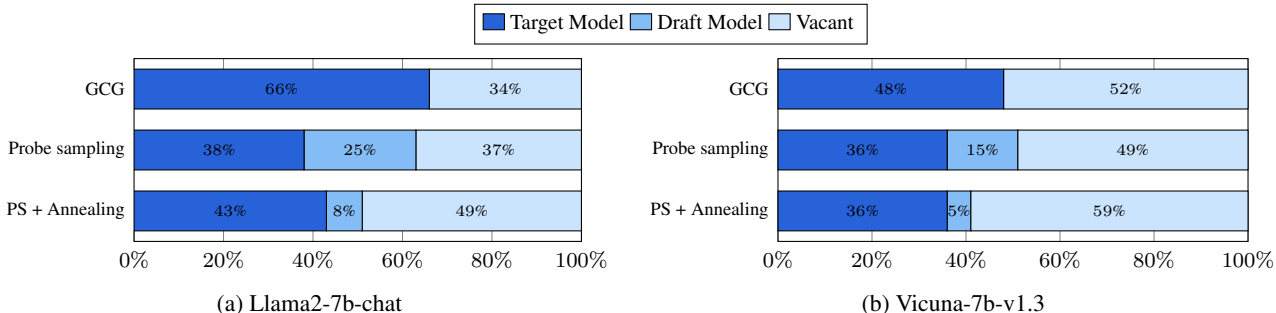 Target Model Draft Model Vacant
GCG 66% 34%
Probe sampling 38% 25% 37%
PS + Annealing 43% 8% 49%
0% 20% 40% 60% 80% 100%
(a) Llama2-7b-chat
GCG 48% 52%
Probe sampling 36% 15% 49%
PS + Annealing 36% 5% 59%
0% 20% 40% 60% 80% 100%
(b) Vicuna-7b-v1.3